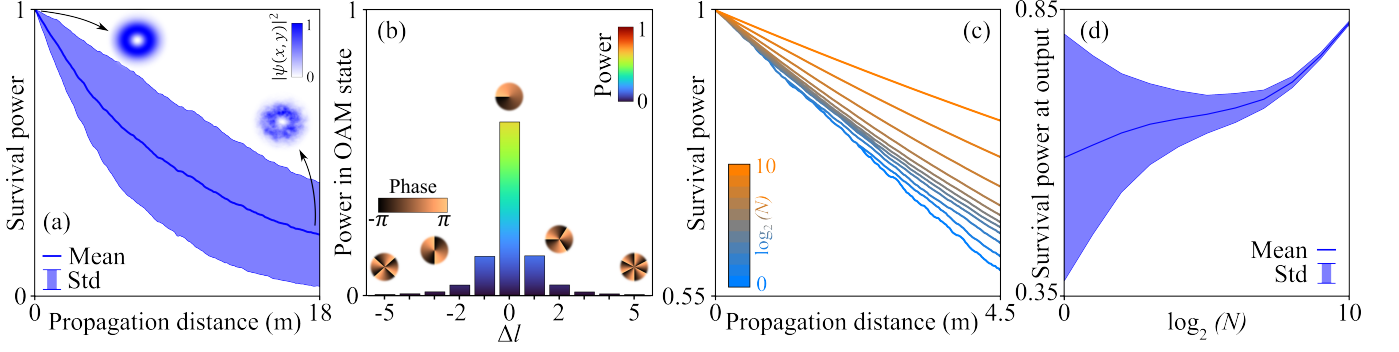 1
Survival power
0
(a)
|ψ(x,y)|²
1
0
Mean
Std
0
Propagation distance (m)
18
1
Power in OAM state
0
(b)
Power
1
0
Phase
-π
π
-5
-2
0
2
5
Δl
1
Survival power
0.55
(c)
10
log₂ (N)
0
0
Propagation distance (m)
4.5
0.85
Survival power at output
0.35
(d)
Mean
Std
0
log₂ (N)
10